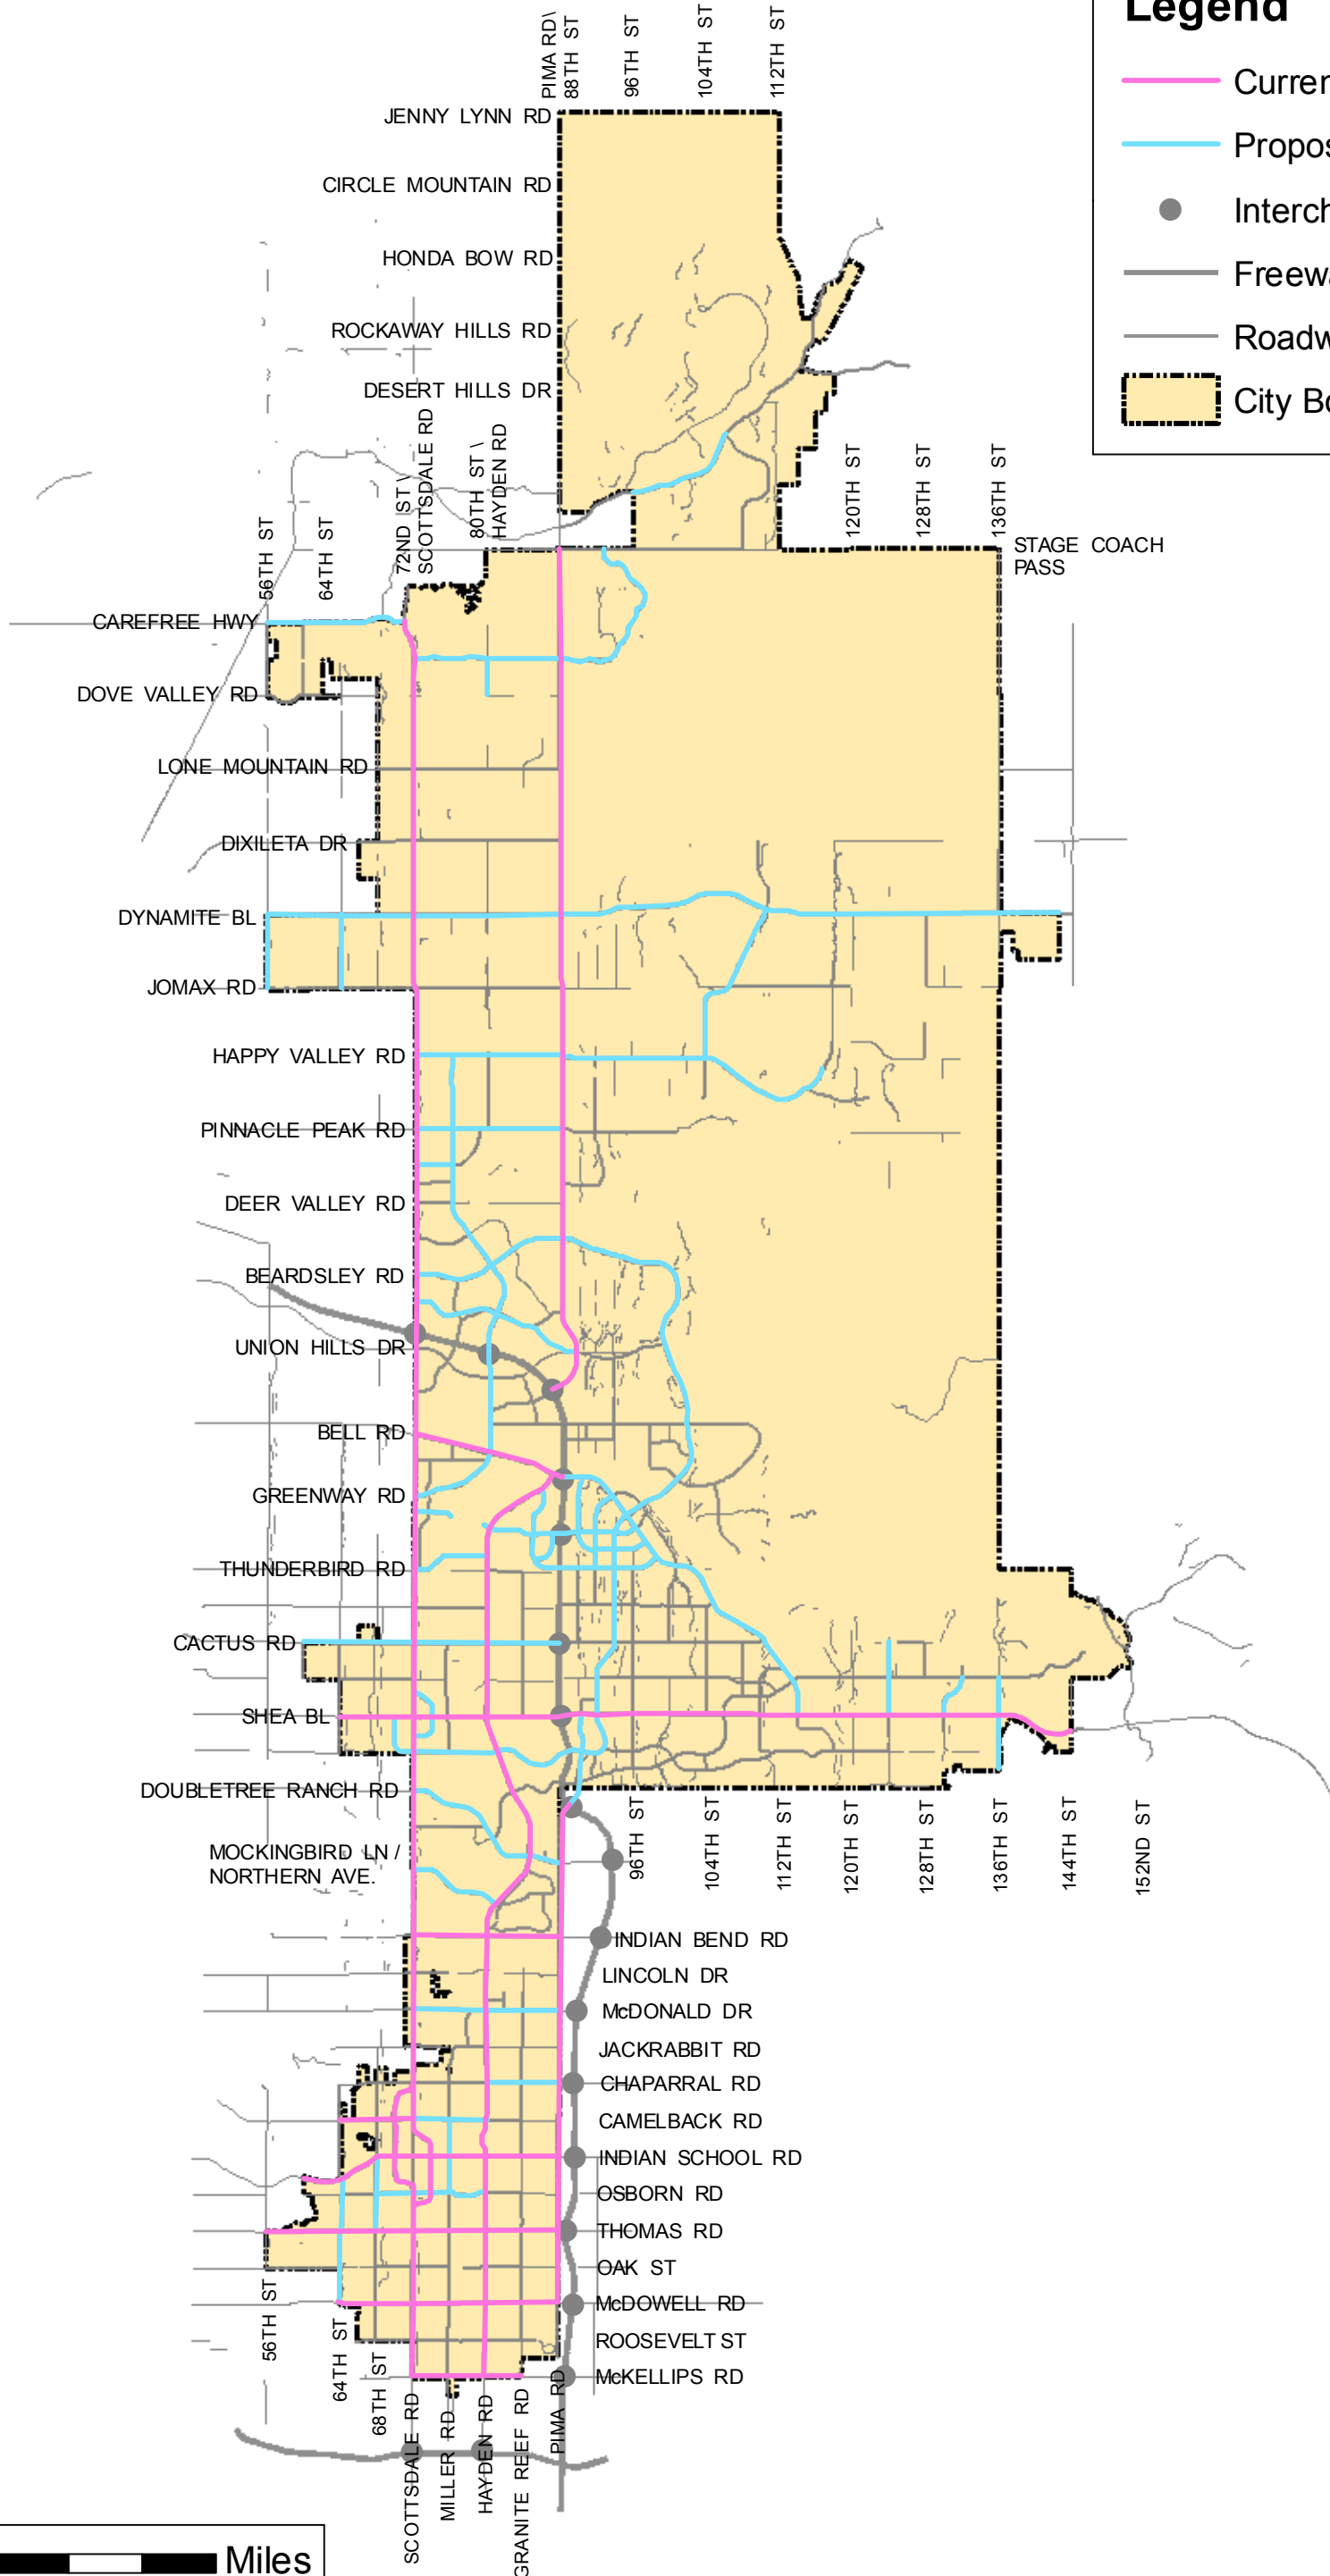 Legend
Interch
Freewa
Roadw
City Bo
PIMA RD\
88TH ST
96TH ST
104TH ST
112TH ST
JENNY LYNN RD
CIRCLE MOUNTAIN RD
HONDA BOW RD
ROCKAWAY HILLS RD
DESERT HILLS DR
56TH ST
64TH ST
72ND ST \
SCOTTSDALE RD
80TH ST \
HAYDEN RD
120TH ST
128TH ST
136TH ST
STAGE COACH
PASS
CAREFREE HWY
DOVE VALLEY RD
LONE MOUNTAIN RD
DIXILETA DR
DYNAMITE BL
JOMAX RD
HAPPY VALLEY RD
PINNACLE PEAK RD
DEER VALLEY RD
BEARDSLEY RD
UNION HILLS DR
BELL RD
GREENWAY RD
THUNDERBIRD RD
CACTUS RD
SHEA BL
DOUBLETREE RANCH RD
MOCKINGBIRD LN /
NORTHERN AVE.
96TH ST
104TH ST
112TH ST
120TH ST
128TH ST
136TH ST
144TH ST
152ND ST
INDIAN BEND RD
LINCOLN DR
McDONALD DR
JACKRABBIT RD
CHAPARRAL RD
CAMELBACK RD
INDIAN SCHOOL RD
OSBORN RD
THOMAS RD
OAK ST
McDOWELL RD
ROOSEVELT ST
McKELLIPS RD
56TH ST
64TH ST
68TH ST
SCOTTSDALE RD
MILLER RD
HAYDEN RD
GRANITE REEF RD
PIMA RD
Miles